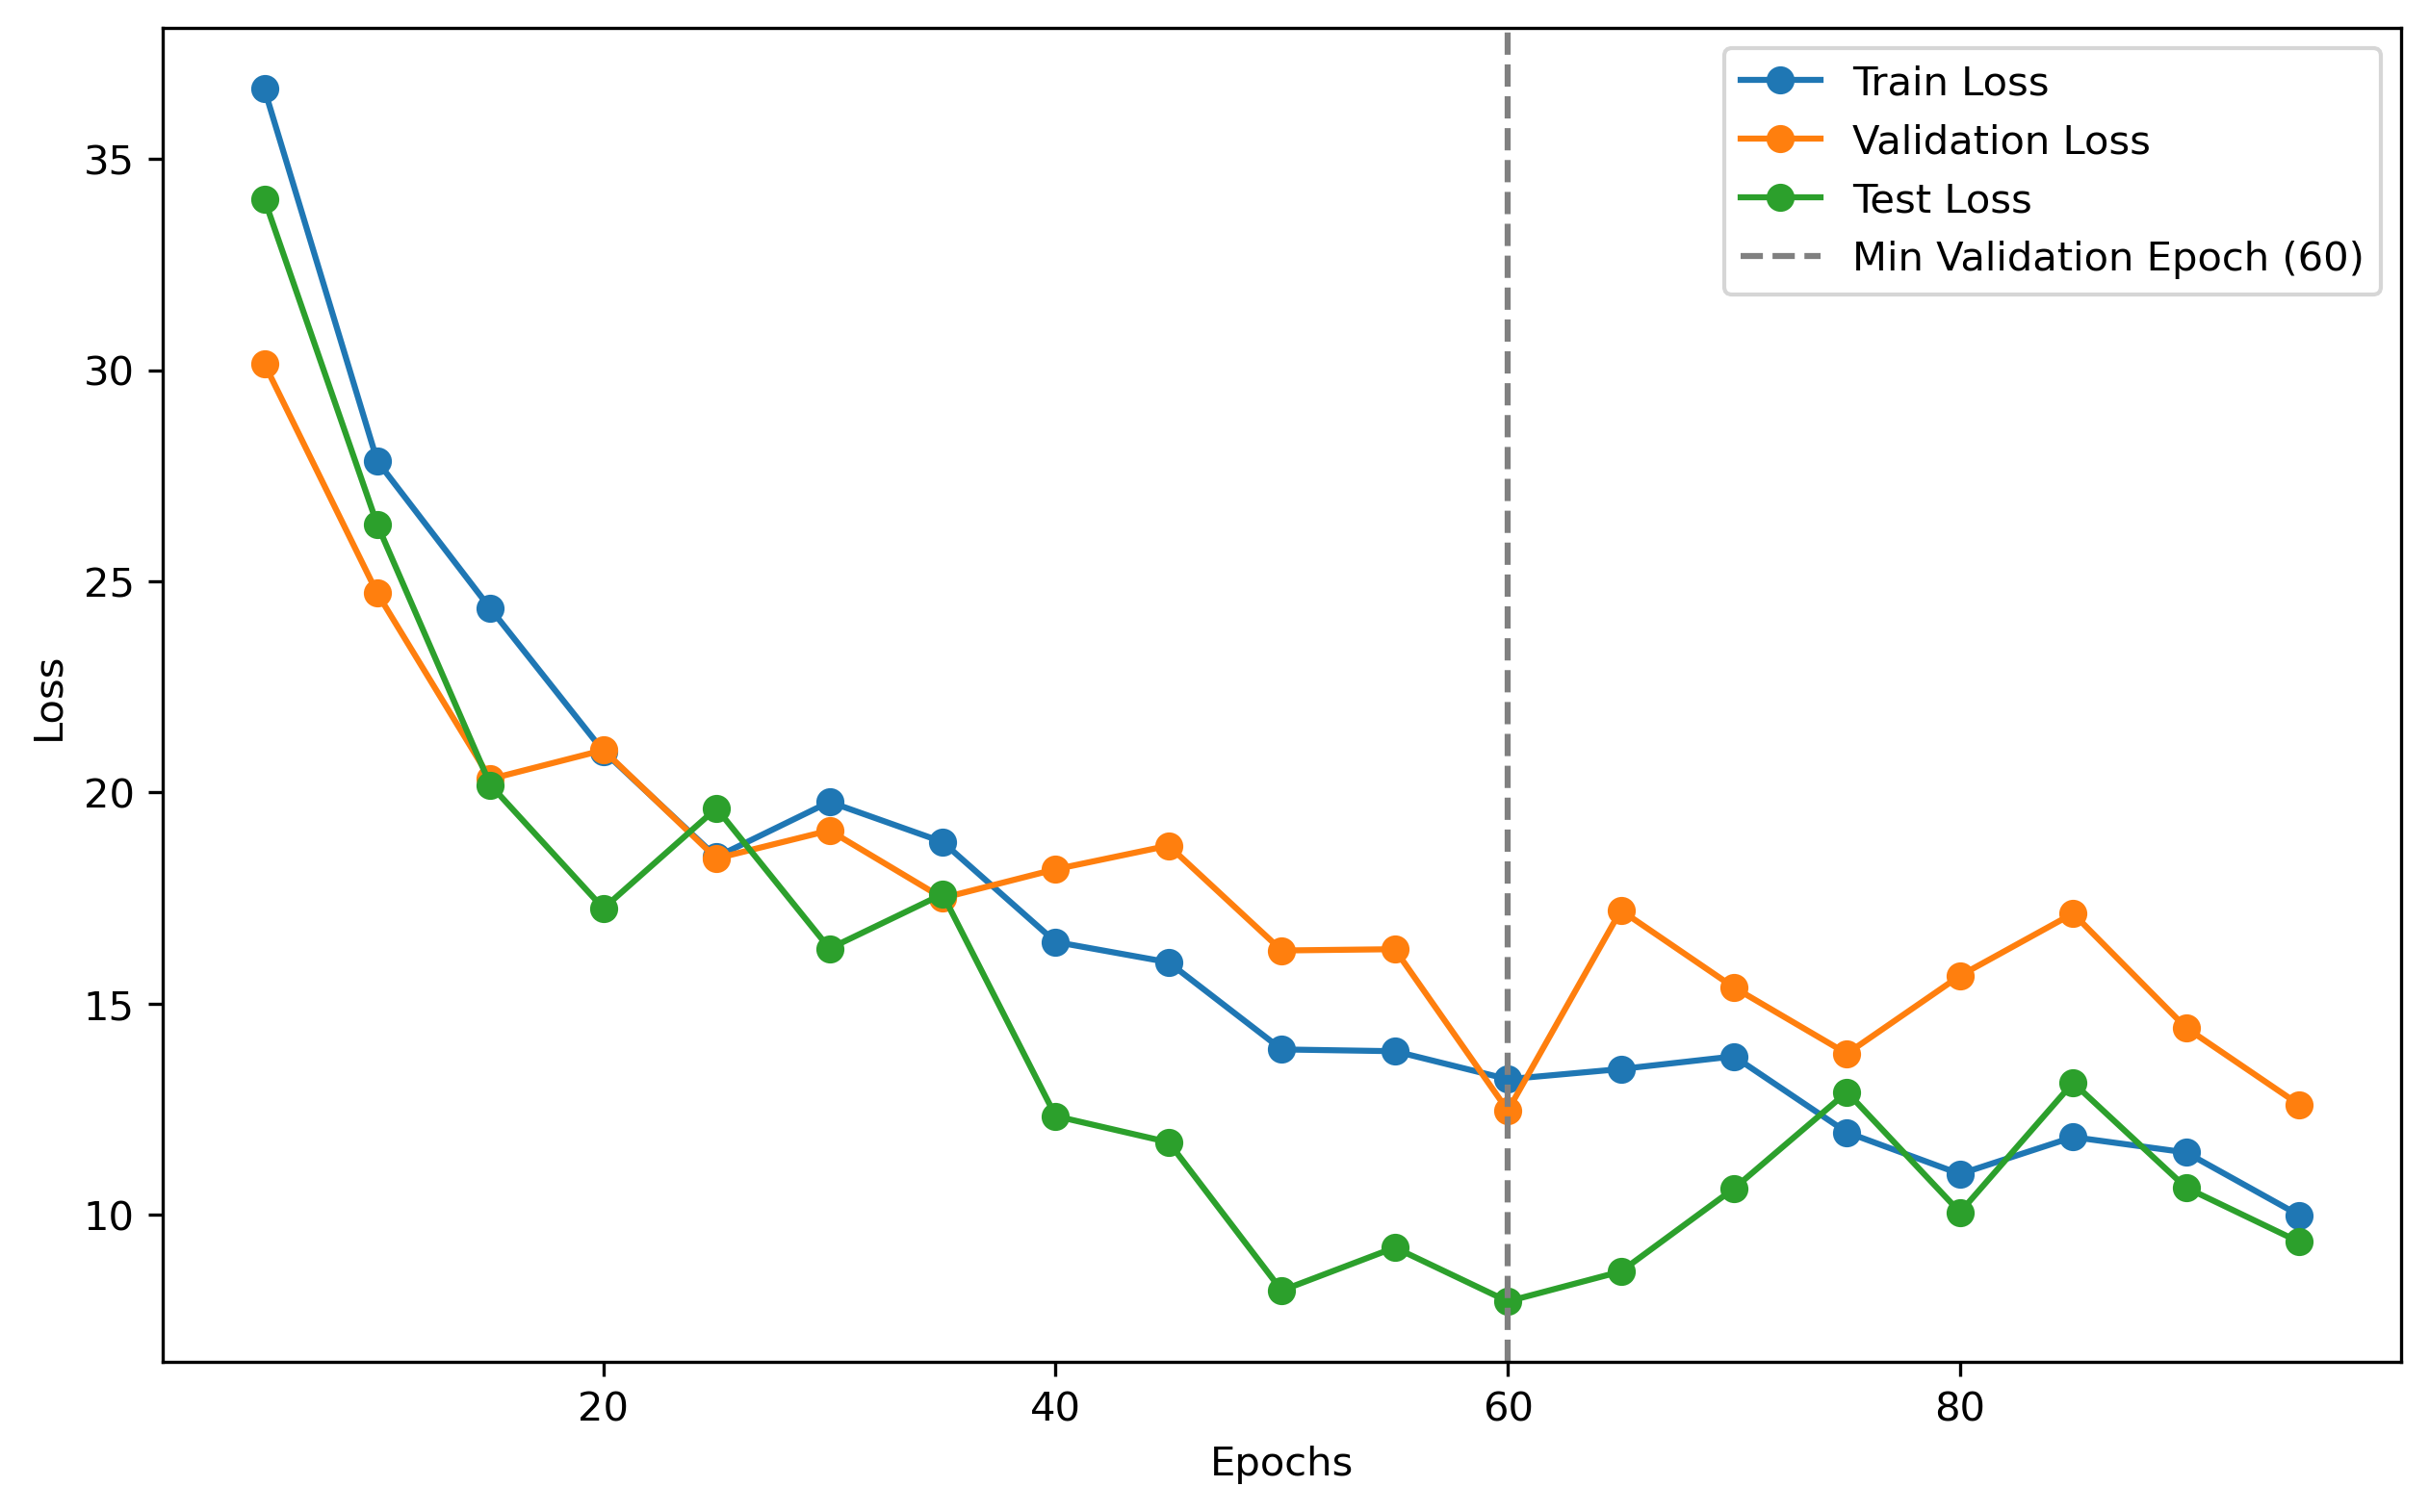 Train Loss
Validation Loss
Test Loss
Min Validation Epoch (60)
35
30
25
20
15
10
Loss
20 40 60 80
Epochs